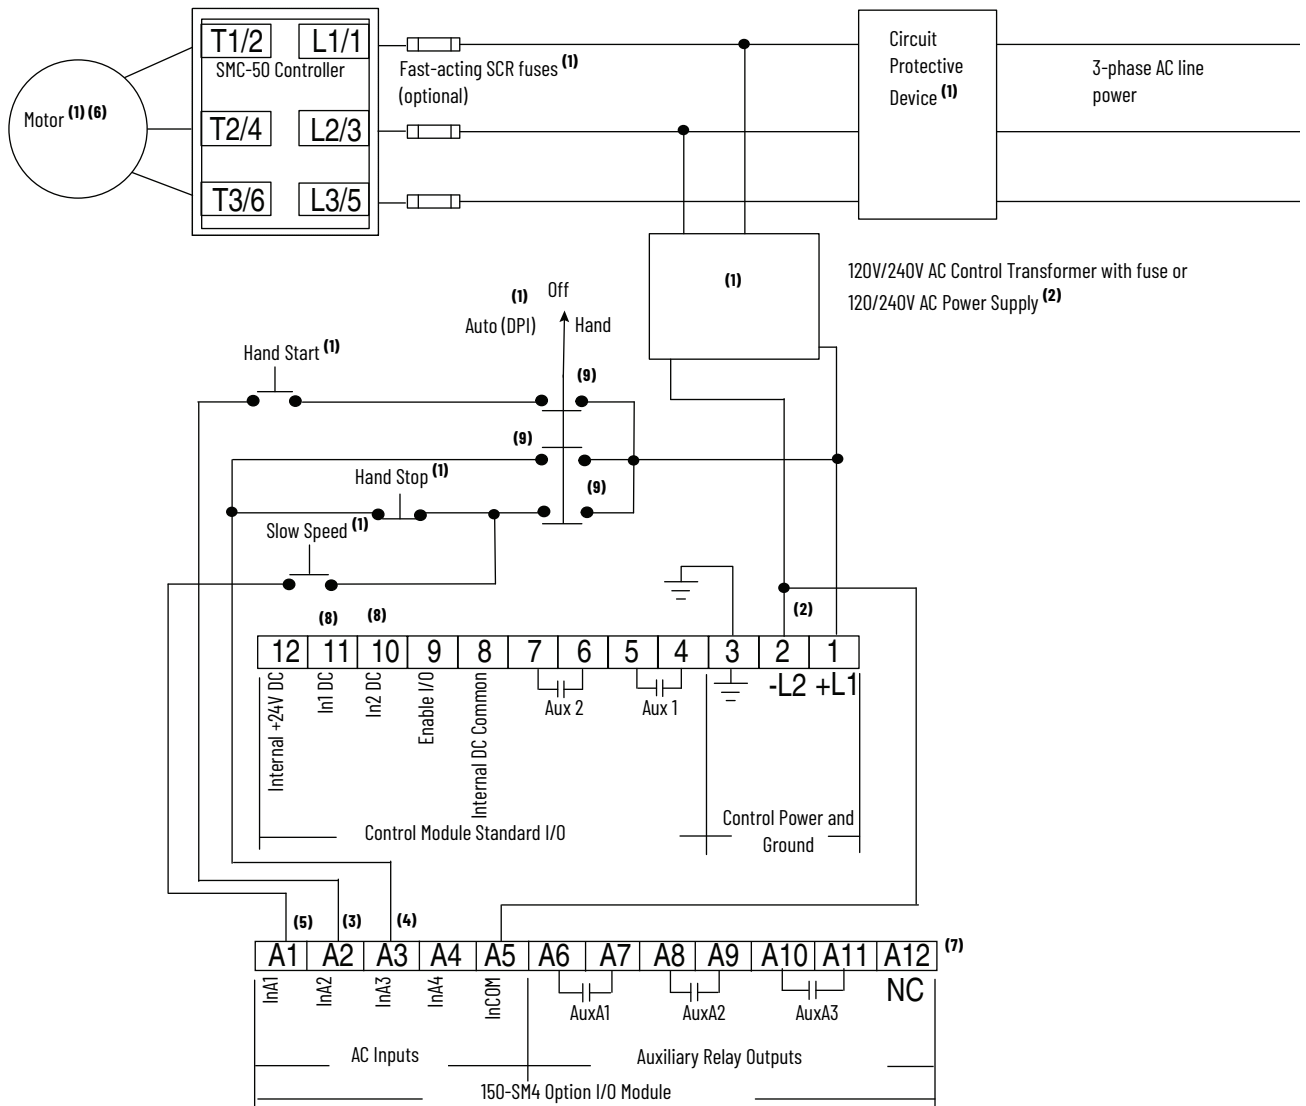 T1/2 L1/1
SMC-50 Controller
T2/4 L2/3
T3/6 L3/5
Motor (1) (6)
Fast-acting SCR fuses (1)
(optional)
Circuit
Protective
Device (1)
3-phase AC line
power
(1)
120V/240V AC Control Transformer with fuse or
120/240V AC Power Supply (2)
(1) Off
Auto (DPI) Hand
Hand Start (1)
(9)
(9)
Hand Stop (1)
(9)
Slow Speed (1)
(8) (8) (2)
12 11 10 9 8 7 6 5 4 3 2 1
-L2 +L1
Internal +24V DC
In1 DC
In2 DC
Enable I/O
Internal DC Common
Aux 2
Aux 1
Control Module Standard I/O
Control Power and
Ground
(5) (3) (4)
A1 A2 A3 A4 A5 A6 A7 A8 A9 A10 A11 A12 (7)
InA1
InA2
InA3
InA4
InCOM
AuxA1
AuxA2
AuxA3
NC
AC Inputs
Auxiliary Relay Outputs
150-SM4 Option I/O Module